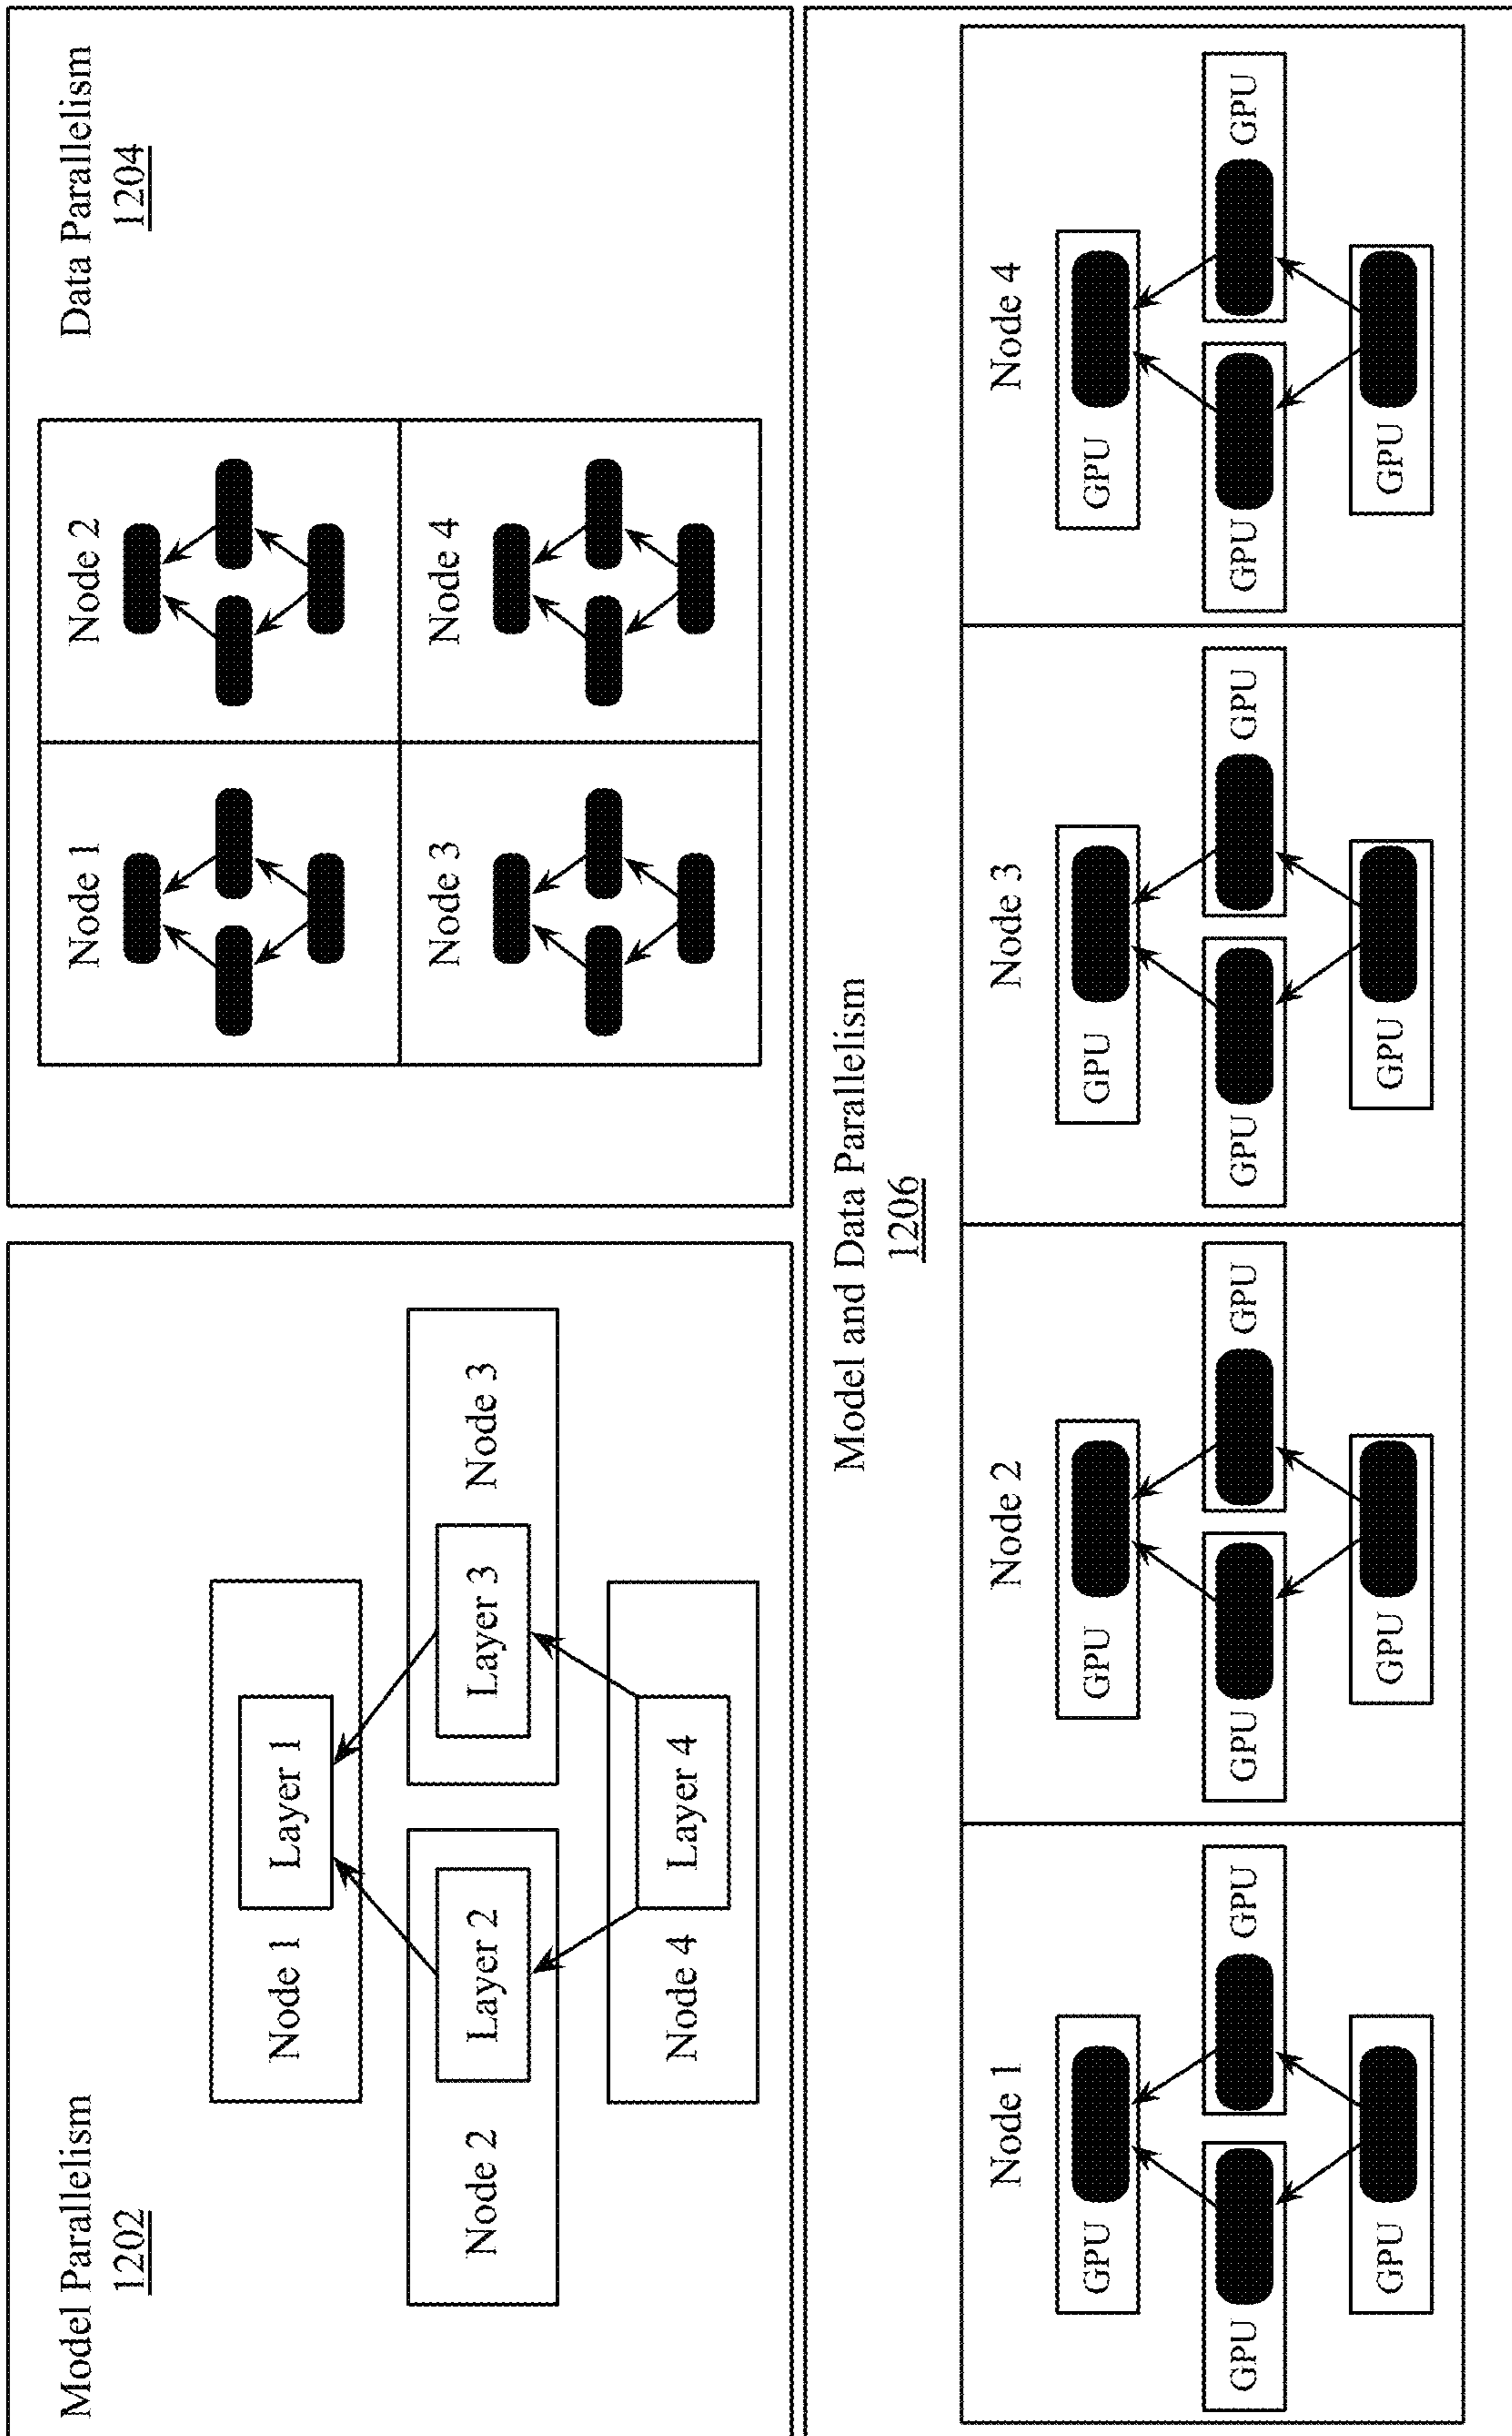 Model Parallelism
1202
Node 1
Layer 1
Node 2
Layer 2
Layer 3
Node 3
Node 4
Layer 4
Data Parallelism
1204
Node 1
Node 2
Node 3
Node 4
Model and Data Parallelism
1206
Node 1
GPU
GPU
GPU
GPU
Node 2
GPU
GPU
GPU
GPU
Node 3
GPU
GPU
GPU
GPU
Node 4
GPU
GPU
GPU
GPU